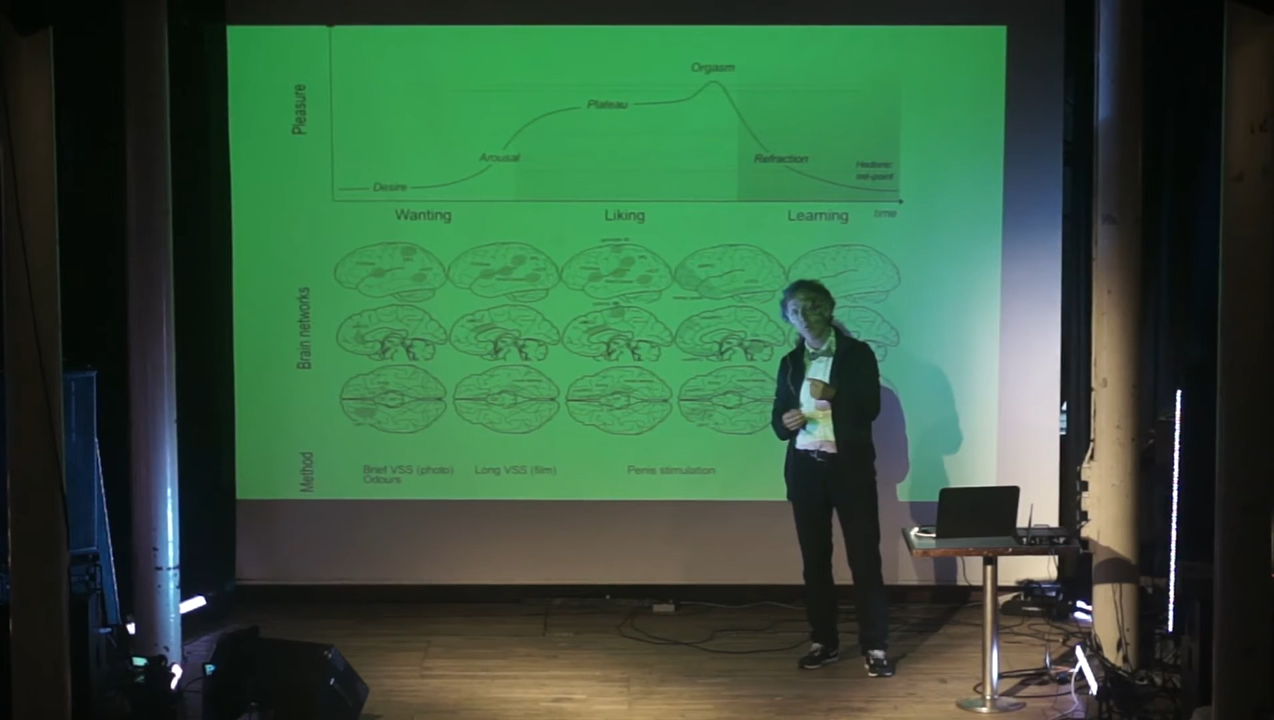 Pleasure
Orgasm
Plateau
Arousal
Refraction
Hedonic
set-point
Desire
Wanting
Liking
Learning
time
Brain networks
Method
Brief VSS (photo)
Odours
Long VSS (film)
Penis stimulation